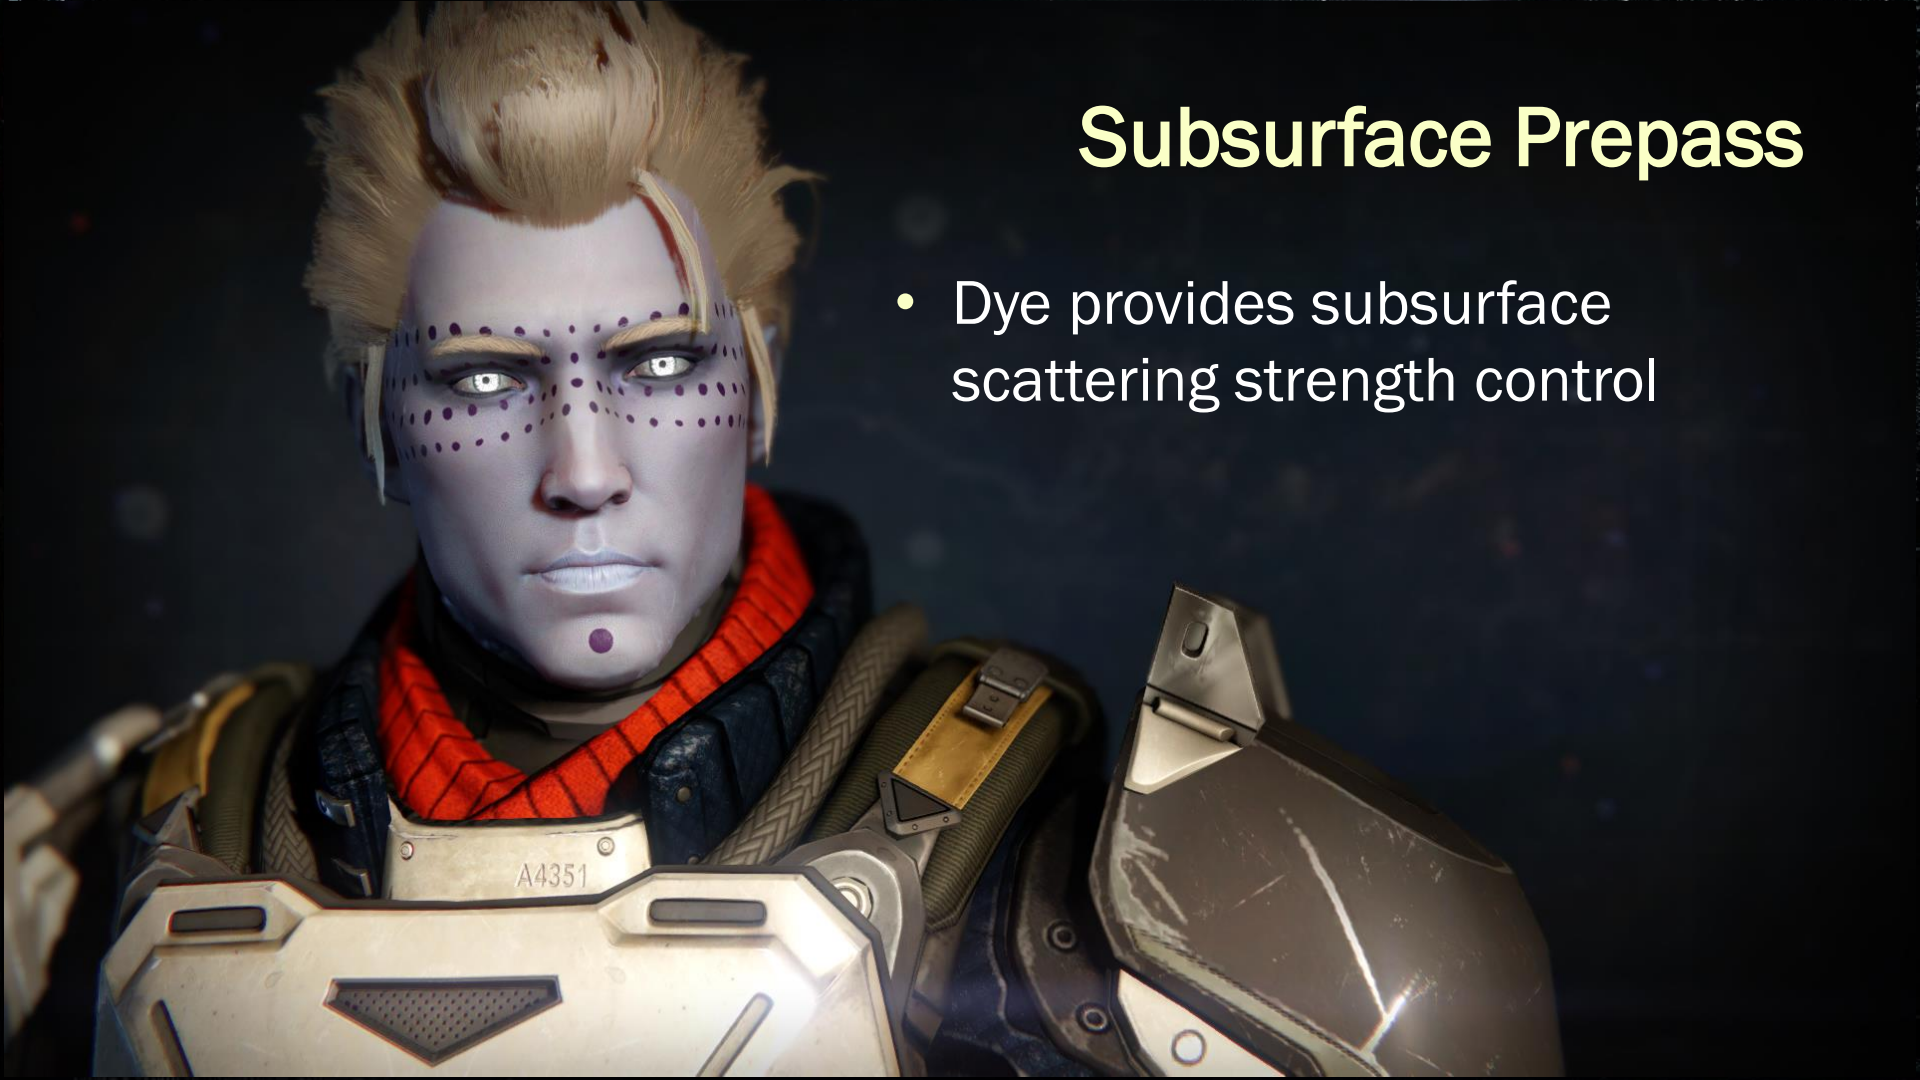 Subsurface Prepass
• Dye provides subsurface
scattering strength control
A4351